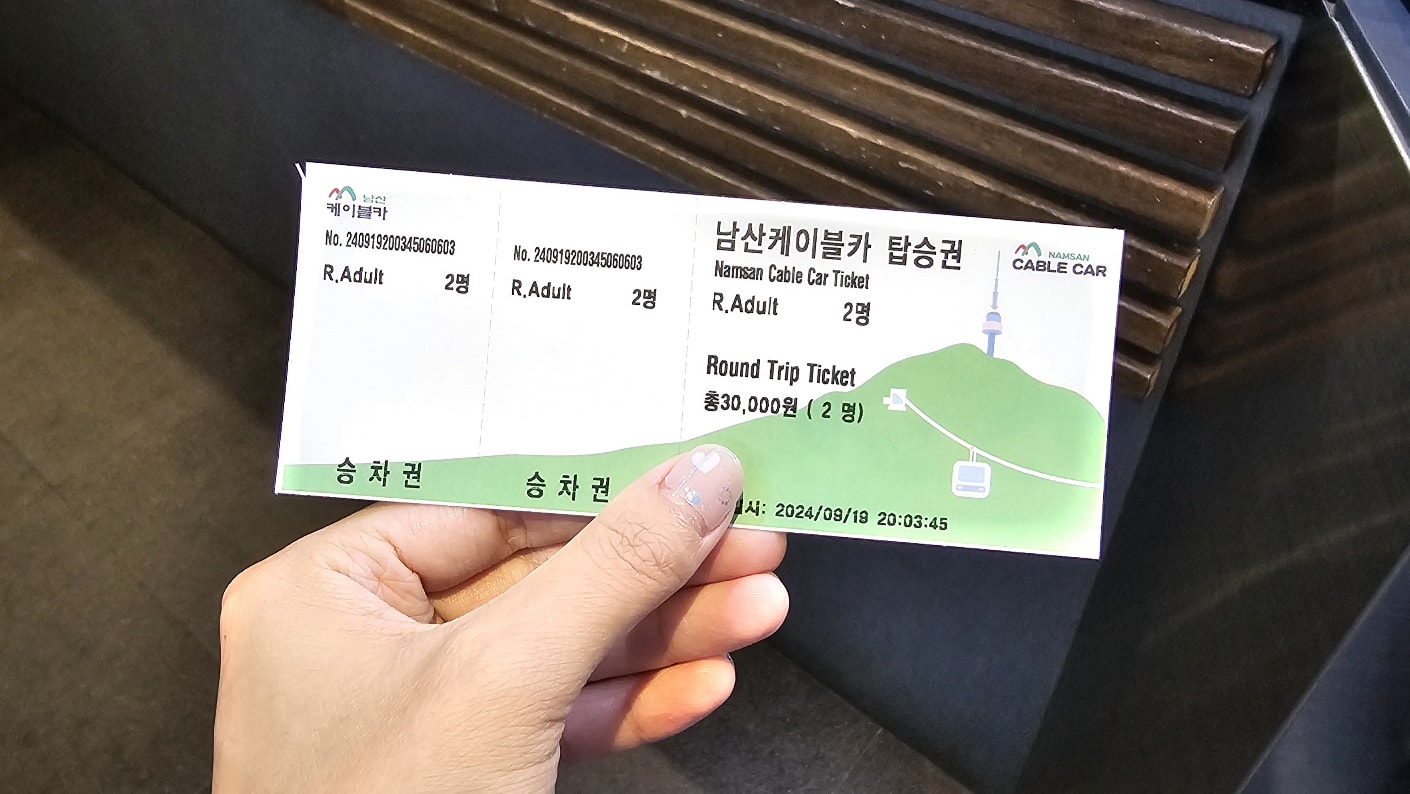 남산
케이블카
No. 240919200345060603
R.Adult 2명
승 차 권
No. 240919200345060603
R.Adult 2명
승 차 권
남산케이블카 탑승권
Namsan Cable Car Ticket
R.Adult 2명
Round Trip Ticket
총30,000원 ( 2 명)
2024/09/19 20:03:45
NAMSAN
CABLE CAR